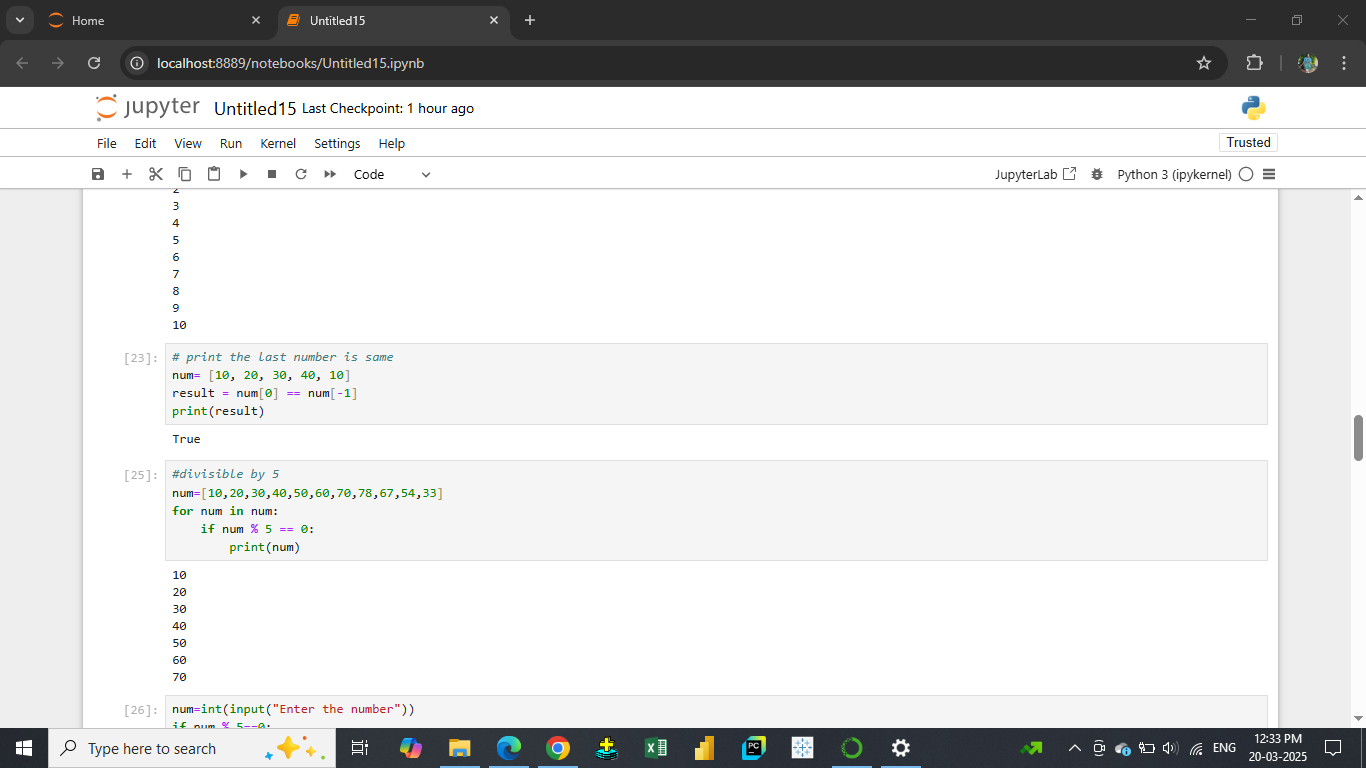 Home
Untitled15
localhost:8889/notebooks/Untitled15.ipynb
jupyter Untitled15 Last Checkpoint: 1 hour ago
File Edit View Run Kernel Settings Help
Trusted
Code
JupyterLab
Python 3 (ipykernel)
2
3
4
5
6
7
8
9
10
[23]:
# print the last number is same
num= [10, 20, 30, 40, 10]
result = num[0] == num[-1]
print(result)
True
[25]:
#divisible by 5
num=[10,20,30,40,50,60,70,78,67,54,33]
for num in num:
    if num % 5 == 0:
        print(num)
10
20
30
40
50
60
70
[26]:
num=int(input("Enter the number"))
if num % 5==0:
Type here to search
PC
ENG
12:33 PM
20-03-2025